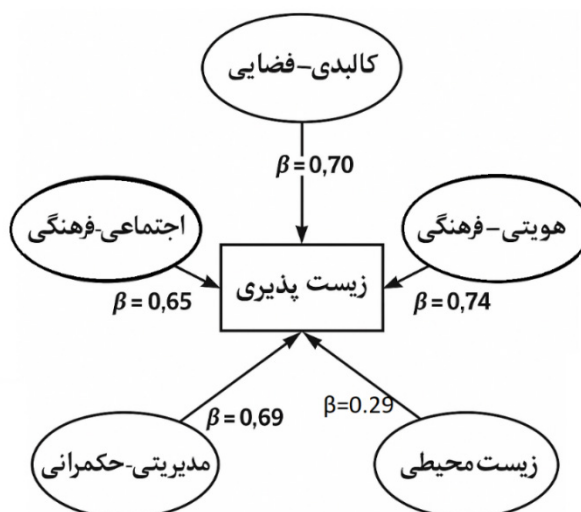 کالبدی-فضایی
β = 0,70
اجتماعی-فرهنگی
هویتی-فرهنگی
زیست پذیری
β = 0,65
β = 0,74
β = 0,69
β=0.29
مدیریتی-حکمرانی
زیست محیطی